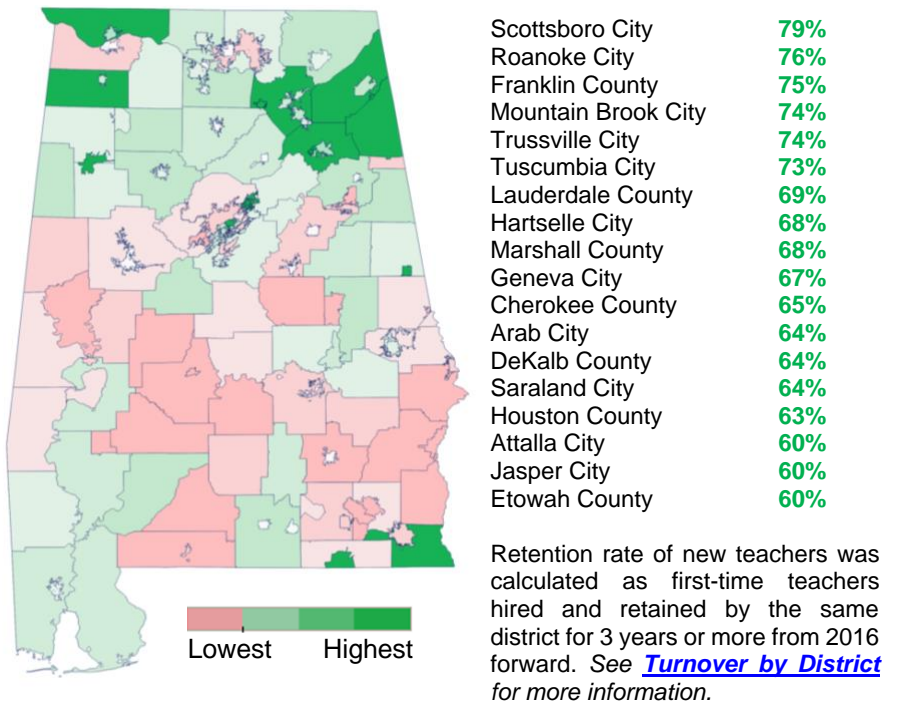 Scottsboro City 79%
Roanoke City 76%
Franklin County 75%
Mountain Brook City 74%
Trussville City 74%
Tuscumbia City 73%
Lauderdale County 69%
Hartselle City 68%
Marshall County 68%
Geneva City 67%
Cherokee County 65%
Arab City 64%
DeKalb County 64%
Saraland City 64%
Houston County 63%
Attalla City 60%
Jasper City 60%
Etowah County 60%
Retention rate of new teachers was
calculated as first-time teachers
hired and retained by the same
district for 3 years or more from 2016
forward. See Turnover by District
for more information.
Lowest Highest